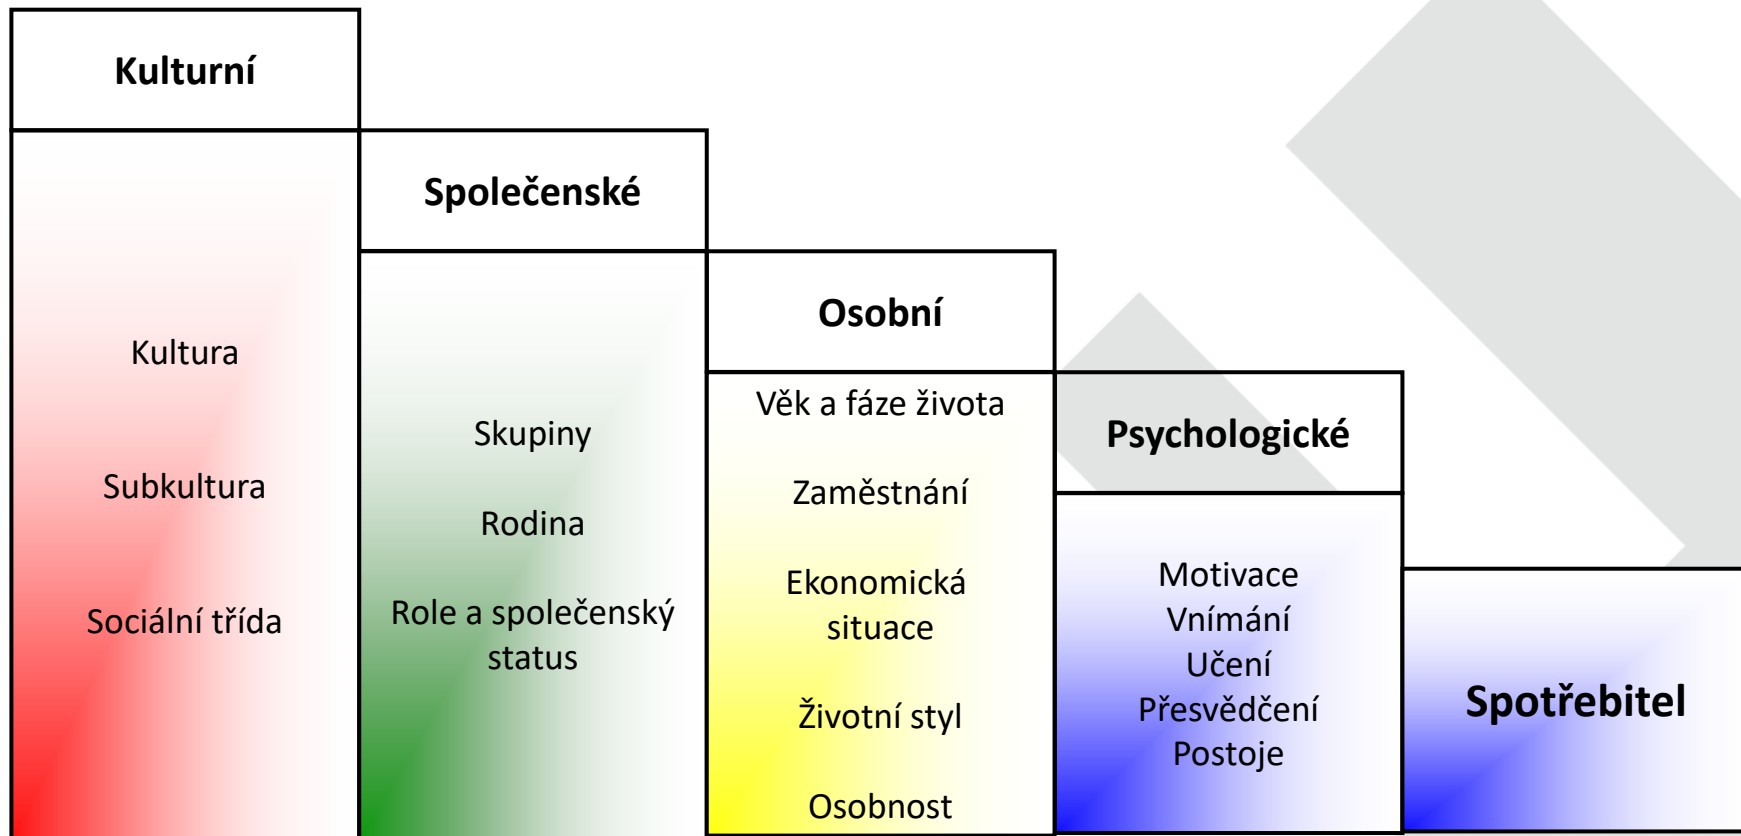 Kulturní
Kultura
Subkultura
Sociální třída
Společenské
Skupiny
Rodina
Role a společenský
status
Osobní
Věk a fáze života
Zaměstnání
Ekonomická
situace
Životní styl
Osobnost
Psychologické
Motivace
Vnímání
Učení
Přesvědčení
Postoje
Spotřebitel